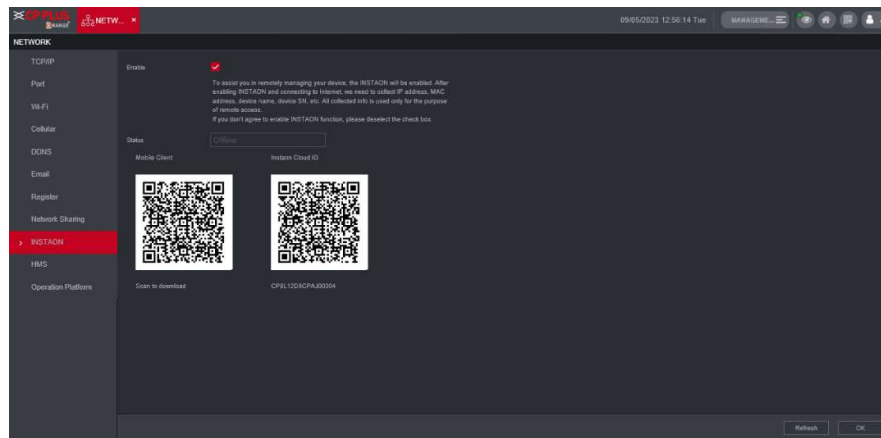 CP PLUS
ORANGE
NETW...
×
09/05/2023 12:56:14 Tue
MANAGEME...
NETWORK
TCP/IP
Port
Wi-Fi
Cellular
DDNS
Email
Register
Network Sharing
INSTAON
HMS
Operation Platform
Enable
To assist you in remotely managing your device, the INSTAON will be enabled. After
enabling INSTAON and connecting to Internet, we need to collect IP address, MAC
address, device name, device SN, etc. All collected info is used only for the purpose
of remote access.
If you don't agree to enable INSTAON function, please deselect the check box.
Status
Offline
Mobile Client
Instaon Cloud ID
Scan to download
Refresh
OK